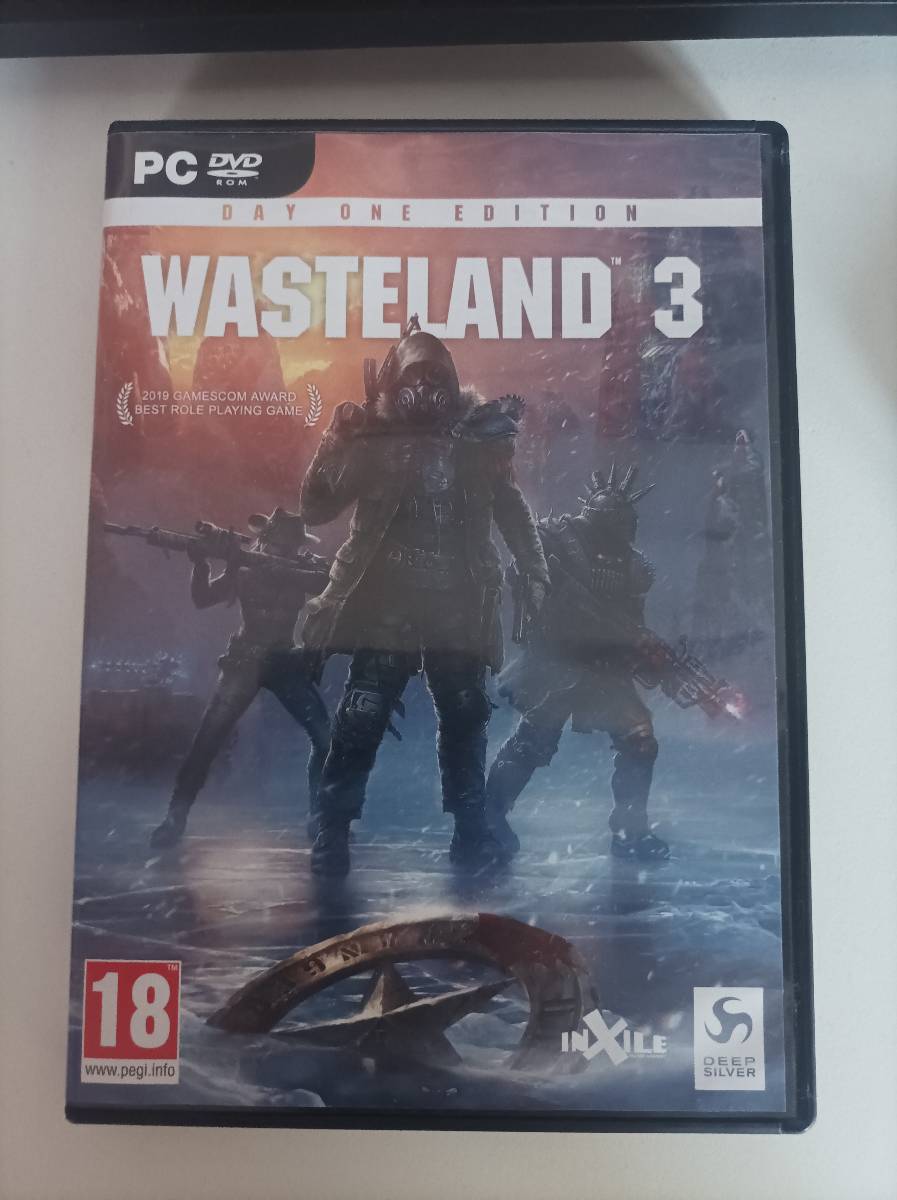 PC DVD
ROM
DAY ONE EDITION
WASTELAND™ 3
2019 GAMESCOM AWARD
BEST ROLE PLAYING GAME
18™
www.pegi.info
INXILE
DEEP
SILVER